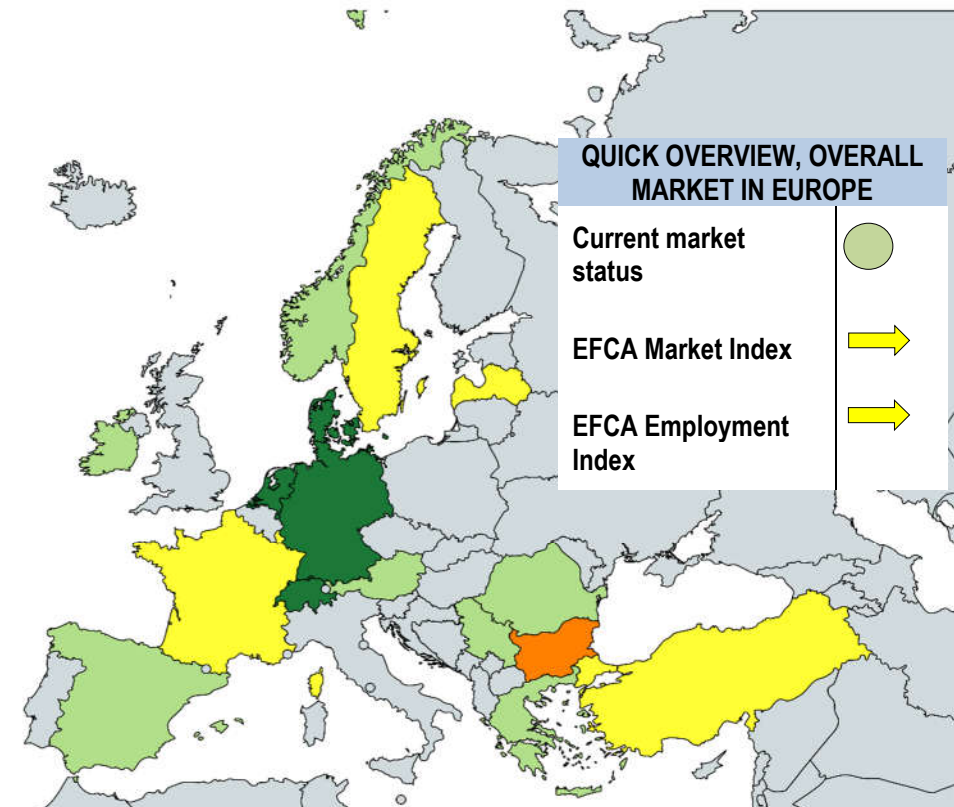 QUICK OVERVIEW, OVERALL
MARKET IN EUROPE
Current market
status
EFCA Market Index
EFCA Employment
Index